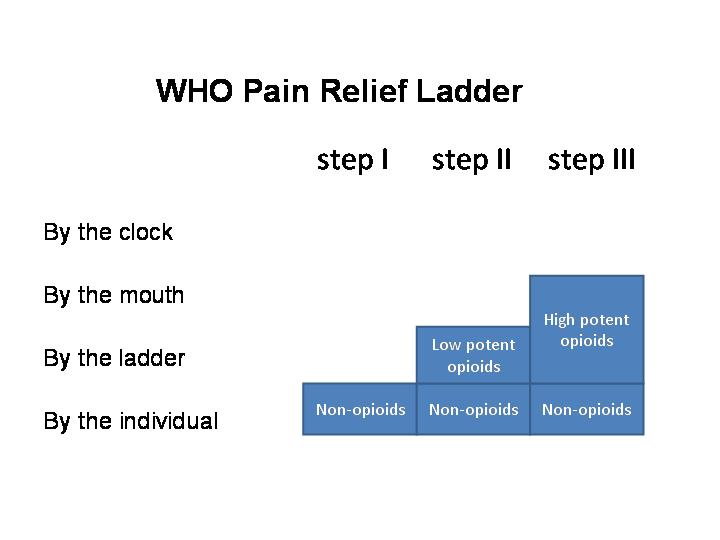 WHO Pain Relief Ladder
step I step II step III
By the clock
By the mouth
By the ladder
By the individual
High potent
opioids
Low potent
opioids
Non-opioids Non-opioids Non-opioids